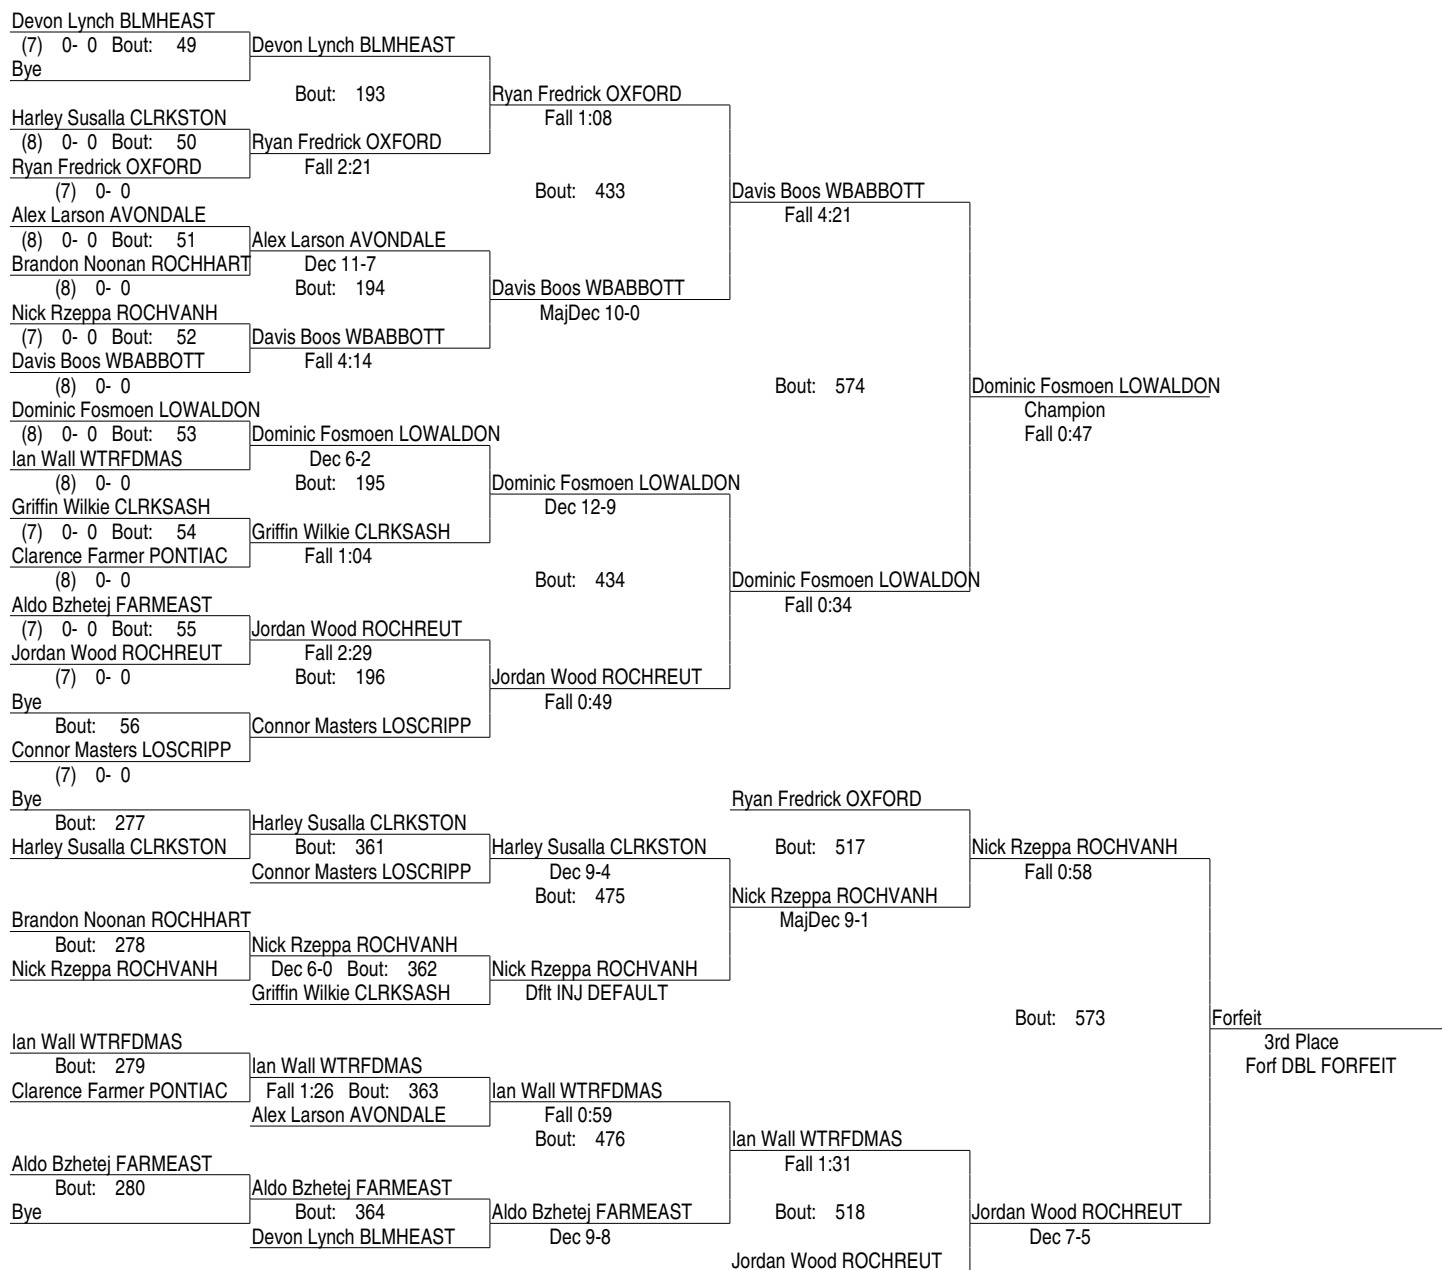 Devon Lynch BLMHEAST
(7) 0- 0 Bout: 49 Devon Lynch BLMHEAST
Bye
Bout: 193 Ryan Fredrick OXFORD
Harley Susalla CLRKSTON Fall 1:08
(8) 0- 0 Bout: 50 Ryan Fredrick OXFORD
Ryan Fredrick OXFORD Fall 2:21
(7) 0- 0 Bout: 433 Davis Boos WBABBOTT
Alex Larson AVONDALE Fall 4:21
(8) 0- 0 Bout: 51 Alex Larson AVONDALE
Brandon Noonan ROCHHART Dec 11-7
(8) 0- 0 Bout: 194 Davis Boos WBABBOTT
Nick Rzeppa ROCHVANH MajDec 10-0
(7) 0- 0 Bout: 52 Davis Boos WBABBOTT
Davis Boos WBABBOTT Fall 4:14
(8) 0- 0 Bout: 574 Dominic Fosmoen LOWALDON
Dominic Fosmoen LOWALDON Champion
(8) 0- 0 Bout: 53 Dominic Fosmoen LOWALDON Fall 0:47
Ian Wall WTRFDMAS Dec 6-2
(8) 0- 0 Bout: 195 Dominic Fosmoen LOWALDON
Griffin Wilkie CLRKSASH Dec 12-9
(7) 0- 0 Bout: 54 Griffin Wilkie CLRKSASH
Clarence Farmer PONTIAC Fall 1:04
(8) 0- 0 Bout: 434 Dominic Fosmoen LOWALDON
Aldo Bzhetej FARMEAST Fall 0:34
(7) 0- 0 Bout: 55 Jordan Wood ROCHREUT
Jordan Wood ROCHREUT Fall 2:29
(7) 0- 0 Bout: 196 Jordan Wood ROCHREUT
Bye Fall 0:49
Bout: 56 Connor Masters LOSCRIPP
Connor Masters LOSCRIPP
(7) 0- 0
Bye Ryan Fredrick OXFORD
Bout: 277 Harley Susalla CLRKSTON
Harley Susalla CLRKSTON Bout: 361 Harley Susalla CLRKSTON Bout: 517 Nick Rzeppa ROCHVANH
Connor Masters LOSCRIPP Dec 9-4 Fall 0:58
Bout: 475 Nick Rzeppa ROCHVANH
Brandon Noonan ROCHHART MajDec 9-1
Bout: 278 Nick Rzeppa ROCHVANH
Nick Rzeppa ROCHVANH Dec 6-0 Bout: 362 Nick Rzeppa ROCHVANH
Griffin Wilkie CLRKSASH Dflt INJ DEFAULT
Bout: 573 Forfeit
Ian Wall WTRFDMAS 3rd Place
Bout: 279 Ian Wall WTRFDMAS Forf DBL FORFEIT
Clarence Farmer PONTIAC Fall 1:26 Bout: 363 Ian Wall WTRFDMAS
Alex Larson AVONDALE Fall 0:59
Bout: 476 Ian Wall WTRFDMAS
Aldo Bzhetej FARMEAST Fall 1:31
Bout: 280 Aldo Bzhetej FARMEAST
Bye Bout: 364 Aldo Bzhetej FARMEAST Bout: 518 Jordan Wood ROCHREUT
Devon Lynch BLMHEAST Dec 9-8 Dec 7-5
Jordan Wood ROCHREUT